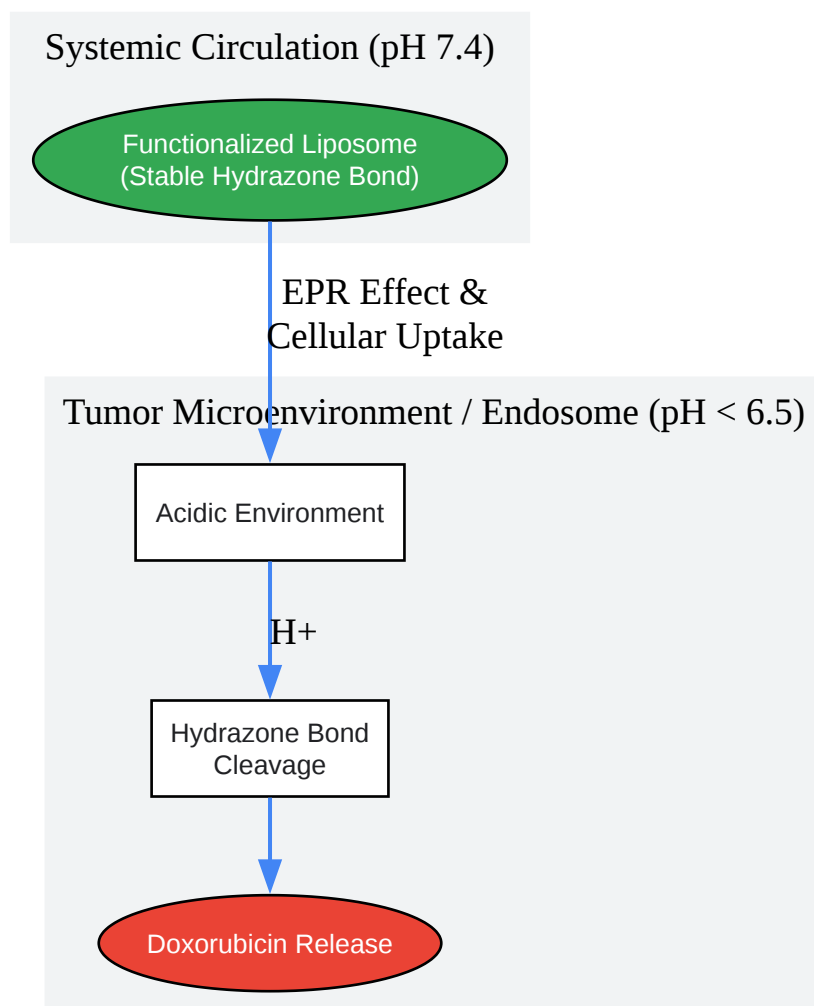 Systemic Circulation (pH 7.4)
Functionalized Liposome
(Stable Hydrazone Bond)
EPR Effect &
Cellular Uptake
Tumor Microenvironment / Endosome (pH < 6.5)
Acidic Environment
H+
Hydrazone Bond
Cleavage
Doxorubicin Release